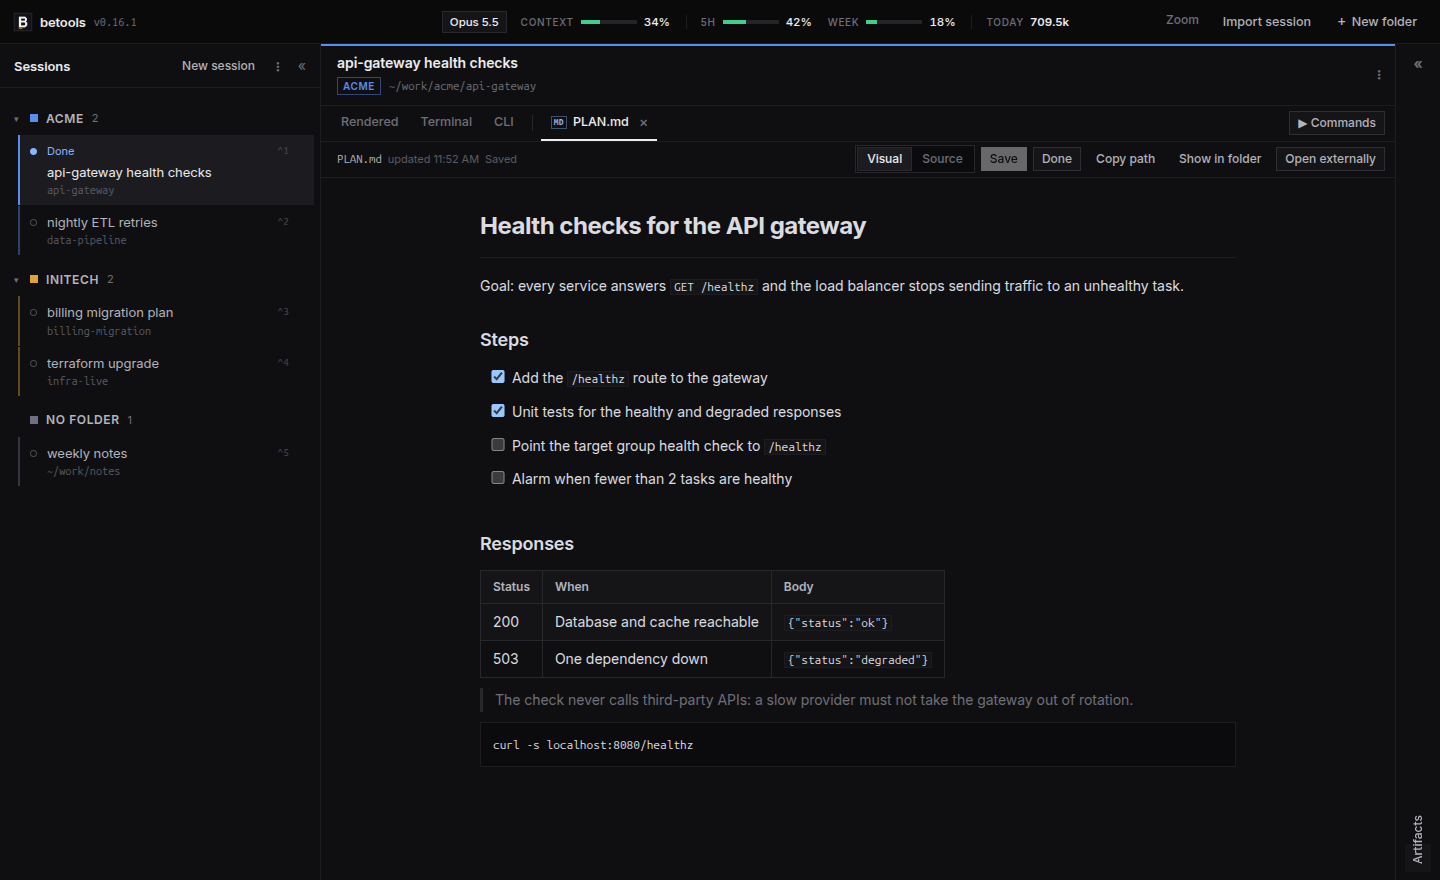 B betools v0.16.1
Opus 5.5 CONTEXT 34% 5H 42% WEEK 18% TODAY 709.5k
Zoom Import session + New folder
Sessions New session ⋮ «
▾ ACME 2
Done ^1
api-gateway health checks
api-gateway
nightly ETL retries ^2
data-pipeline
▾ INITECH 2
billing migration plan ^3
billing-migration
terraform upgrade ^4
infra-live
NO FOLDER 1
weekly notes ^5
~/work/notes
api-gateway health checks
ACME ~/work/acme/api-gateway
Rendered Terminal CLI MD PLAN.md × ▶ Commands
PLAN.md updated 11:52 AM Saved Visual Source Save Done Copy path Show in folder Open externally
Health checks for the API gateway
Goal: every service answers GET /healthz and the load balancer stops sending traffic to an unhealthy task.
Steps
Add the /healthz route to the gateway
Unit tests for the healthy and degraded responses
Point the target group health check to /healthz
Alarm when fewer than 2 tasks are healthy
Responses
Status When Body
200 Database and cache reachable {"status":"ok"}
503 One dependency down {"status":"degraded"}
The check never calls third-party APIs: a slow provider must not take the gateway out of rotation.
curl -s localhost:8080/healthz
«
Artifacts